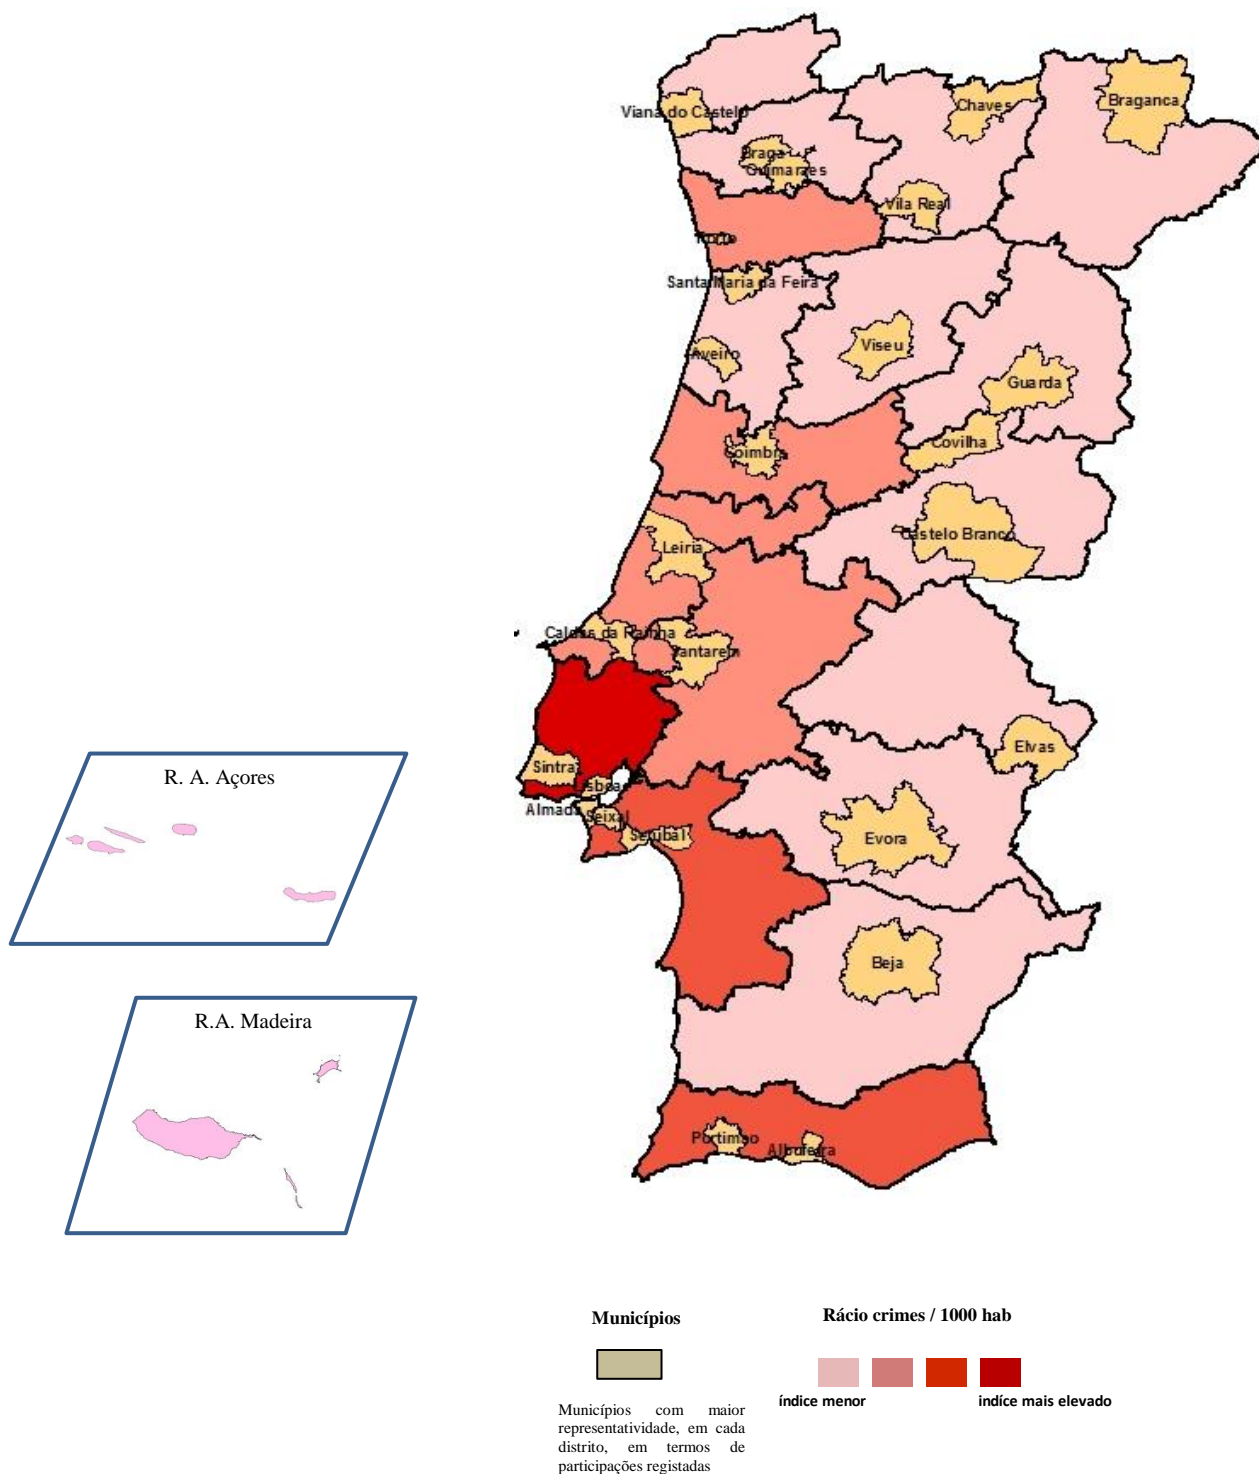 Viana do Castelo
Chaves
Braganca
Braga
Guimaraes
Vila Real
Porto
Santa Maria da Feira
Aveiro
Viseu
Guarda
Covilha
Coimbra
Castelo Branco
Leiria
Caldas da Rainha
Santarem
Elvas
Sintra
Lisboa
Almada
Seixal
Setubal
Evora
Beja
Portimao
Albufeira
R. A. Açores
R.A. Madeira
Municípios
Municípios com maior
representatividade, em cada
distrito, em termos de
participações registadas
Rácio crimes / 1000 hab
índice menor
indíce mais elevado